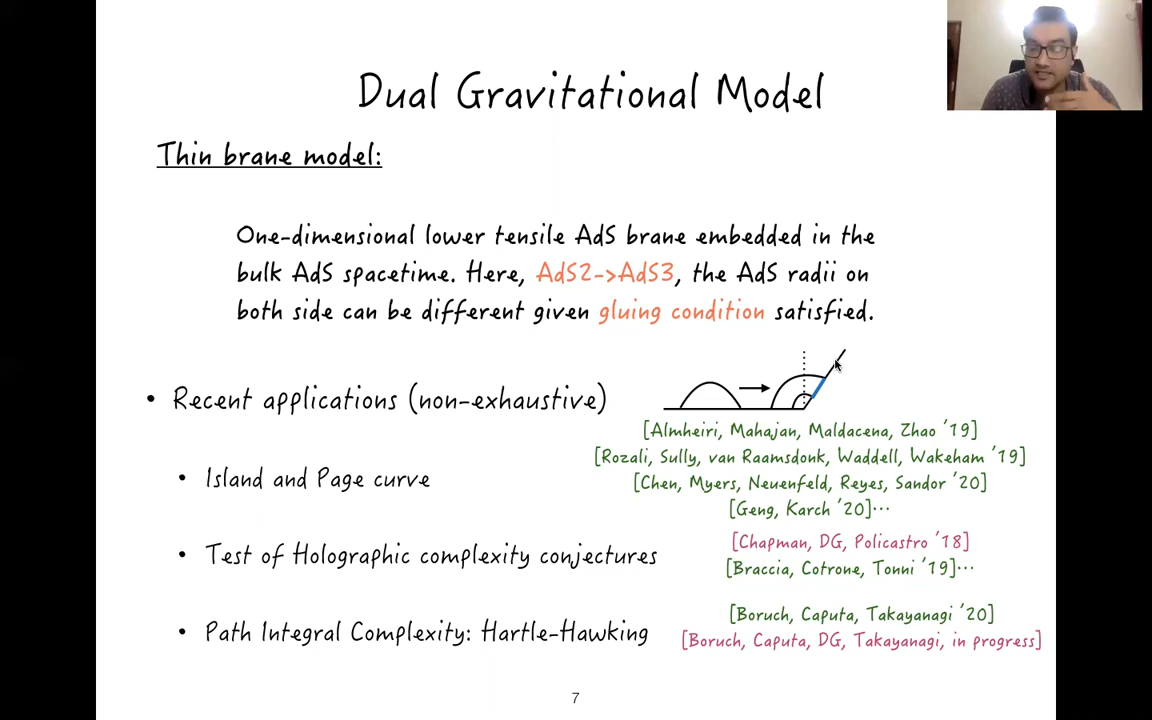 Dual Gravitational Model
Thin brane model:
One-dimensional lower tensile AdS brane embedded in the
bulk AdS spacetime. Here, AdS2->AdS3, the AdS radii on
both side can be different given gluing condition satisfied.
• Recent applications (non-exhaustive)
[Almheiri, Mahajan, Maldacena, Zhao '19]
[Rozali, Sully, van Raamsdonk, Waddell, Wakeham '19]
• Island and Page curve
[Chen, Myers, Neuenfeld, Reyes, Sandor '20]
[Geng, Karch '20]...
• Test of Holographic complexity conjectures
[Chapman, DG, Policastro '18]
[Braccia, Cotrone, Tonni '19]...
• Path Integral Complexity: Hartle-Hawking
[Boruch, Caputa, Takayanagi '20]
[Boruch, Caputa, DG, Takayanagi, in progress]
7